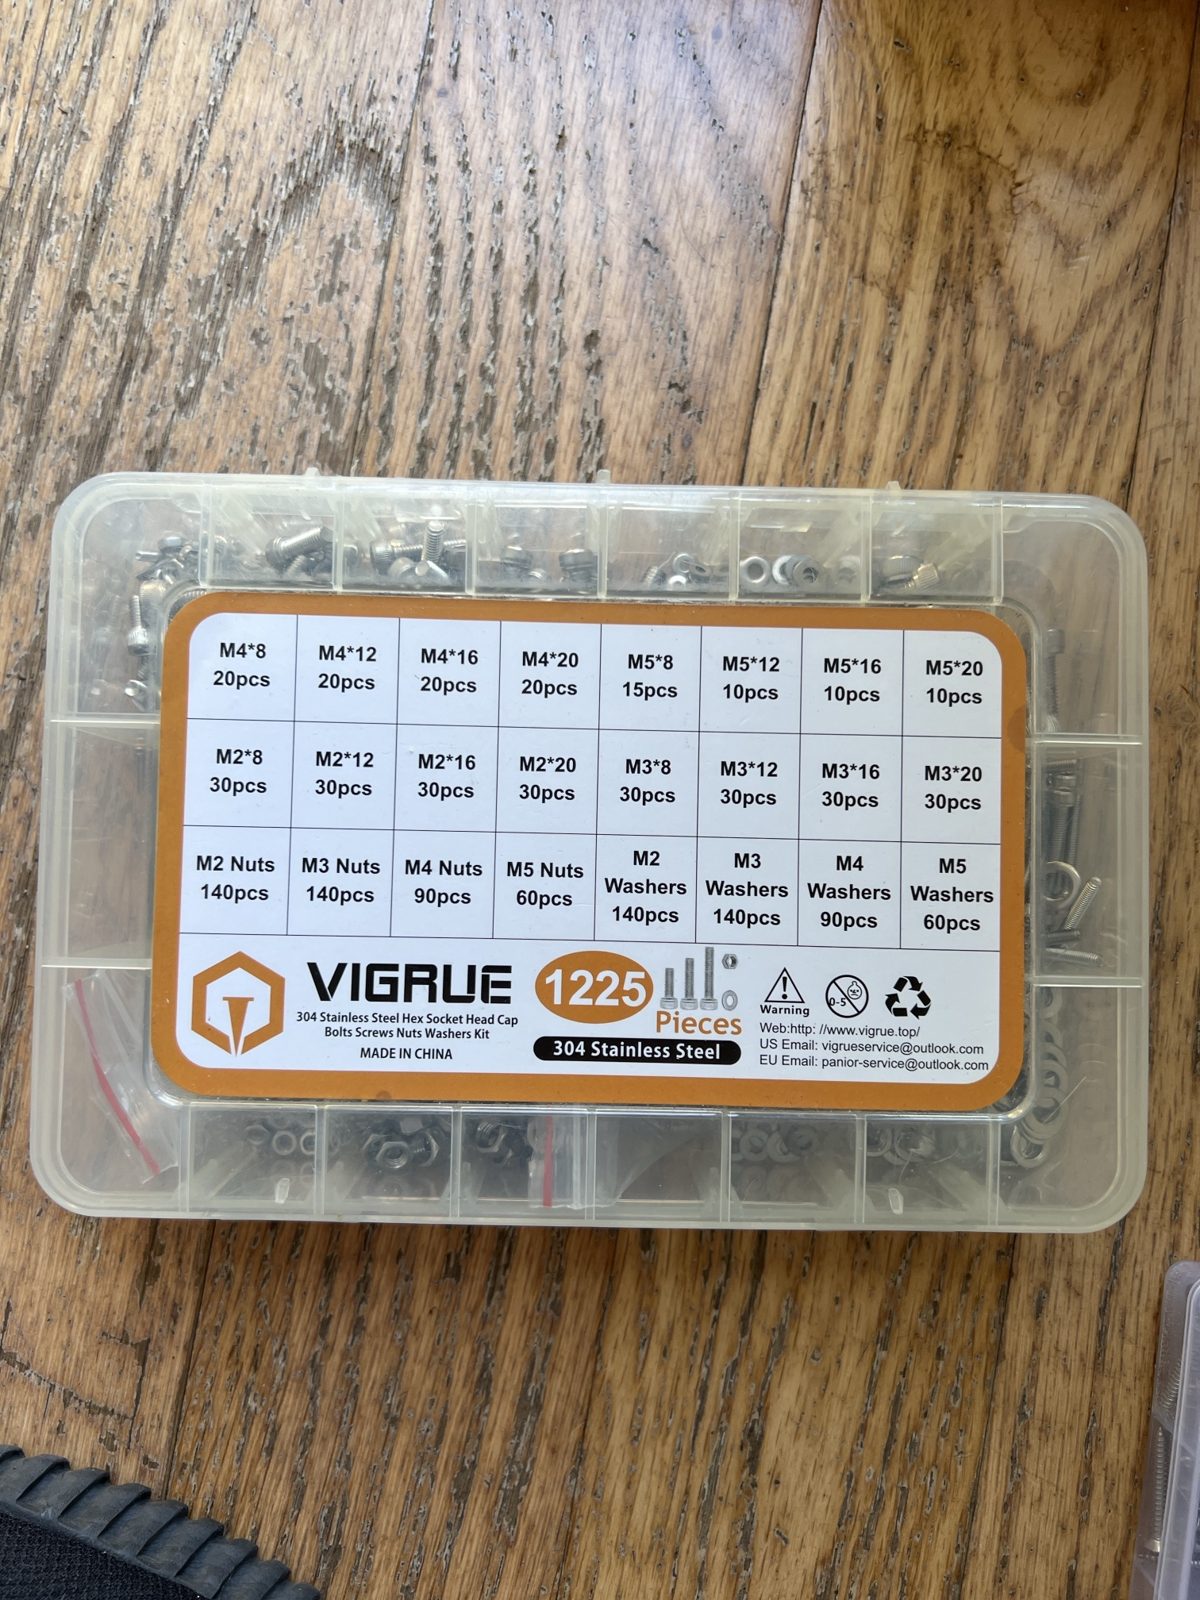 M4*8 M4*12 M4*16 M4*20 M5*8 M5*12 M5*16 M5*20
20pcs 20pcs 20pcs 20pcs 15pcs 10pcs 10pcs 10pcs
M2*8 M2*12 M2*16 M2*20 M3*8 M3*12 M3*16 M3*20
30pcs 30pcs 30pcs 30pcs 30pcs 30pcs 30pcs 30pcs
M2 Nuts
140pcs
M3 Nuts
140pcs
M4 Nuts
90pcs
M5 Nuts
60pcs
M2
Washers
140pcs
M3
Washers
140pcs
M4
Washers
90pcs
M5
Washers
60pcs
VIGRUE
304 Stainless Steel Hex Socket Head Cap
Bolts Screws Nuts Washers Kit
MADE IN CHINA
1225
Pieces
304 Stainless Steel
Warning
0-5
Web:http: //www.vigrue.top/
US Email: vigrueservice@outlook.com
EU Email: panior-service@outlook.com